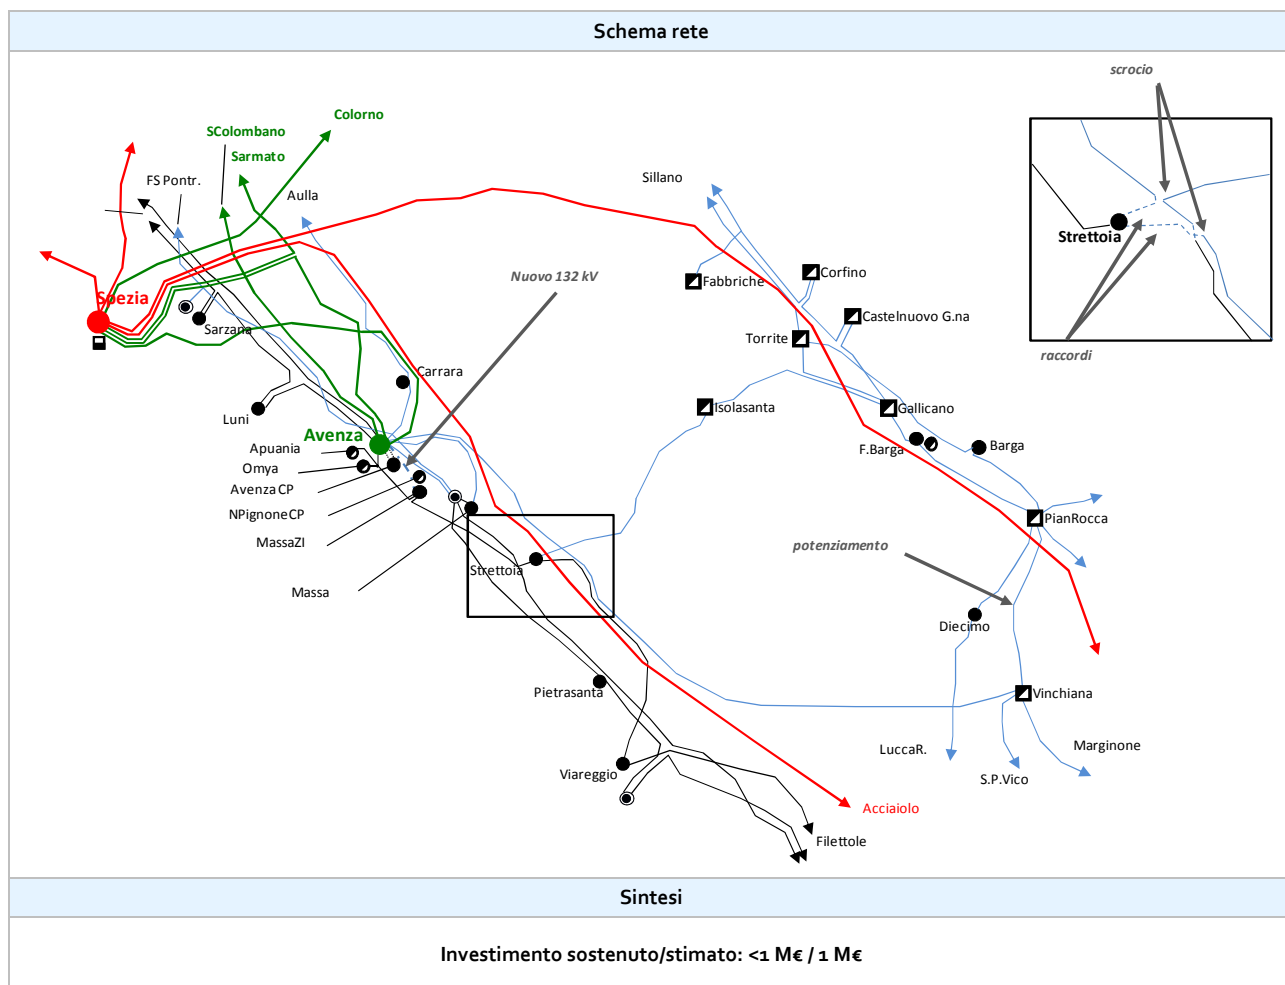 Schema rete
scrocio
Colorno
SColombano
Sarmato
FS Pontr.
Aulla
Sillano
Strettoia
raccordi
Nuovo 132 kV
Spezia
Sarzana
Fabbriche
Corfino
Castelnuovo G.na
Torrite
Carrara
Luni
Isolasanta
Gallicano
Avenza
Apuania
Omya
Avenza CP
NPignoneCP
MassaZI
Massa
F.Barga
Barga
PianRocca
potenziamento
Strettoia
Diecimo
Pietrasanta
Vinchiana
Viareggio
LuccaR.
Marginone
S.P.Vico
Acciaiolo
Filettole
Sintesi
Investimento sostenuto/stimato: <1 M€ / 1 M€